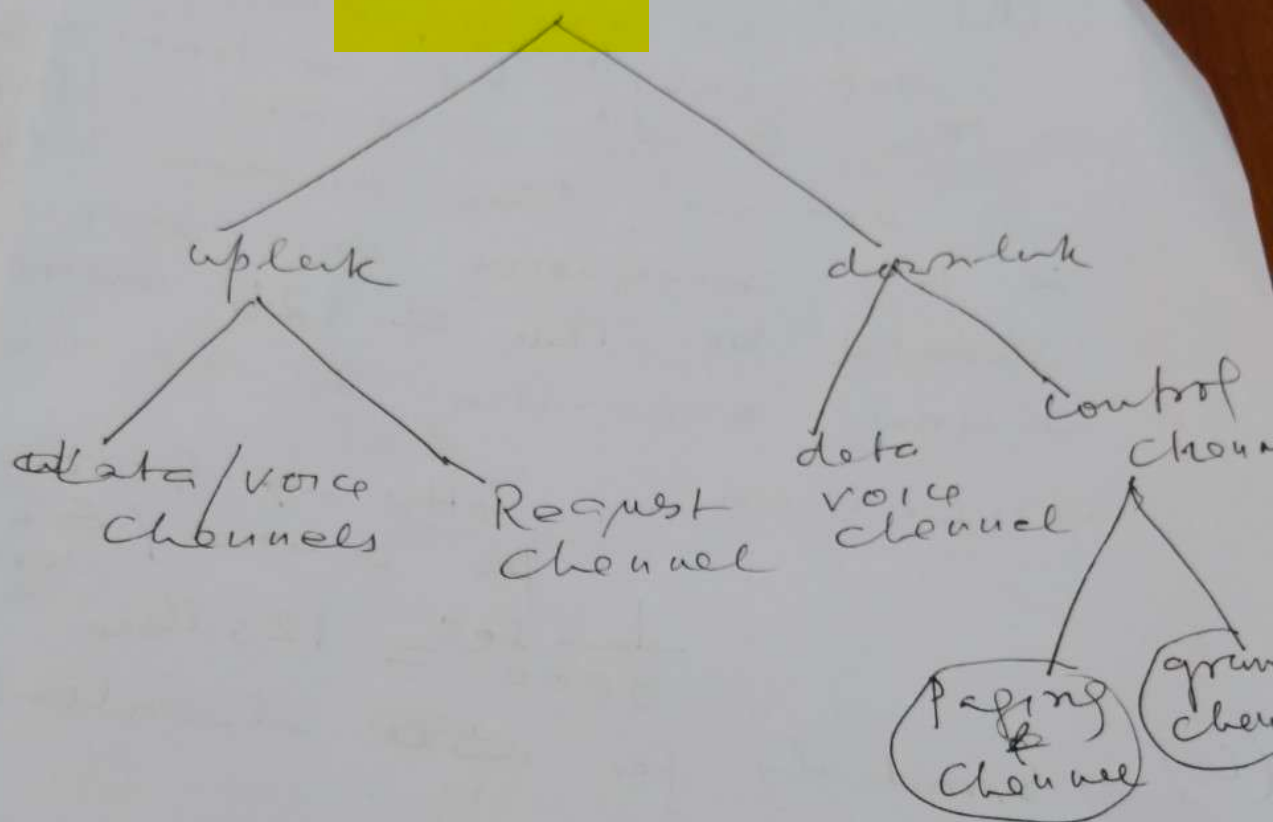 uplink
downlink
data/voice
channels
Request
channel
data
voice
channel
control
Paging
channel